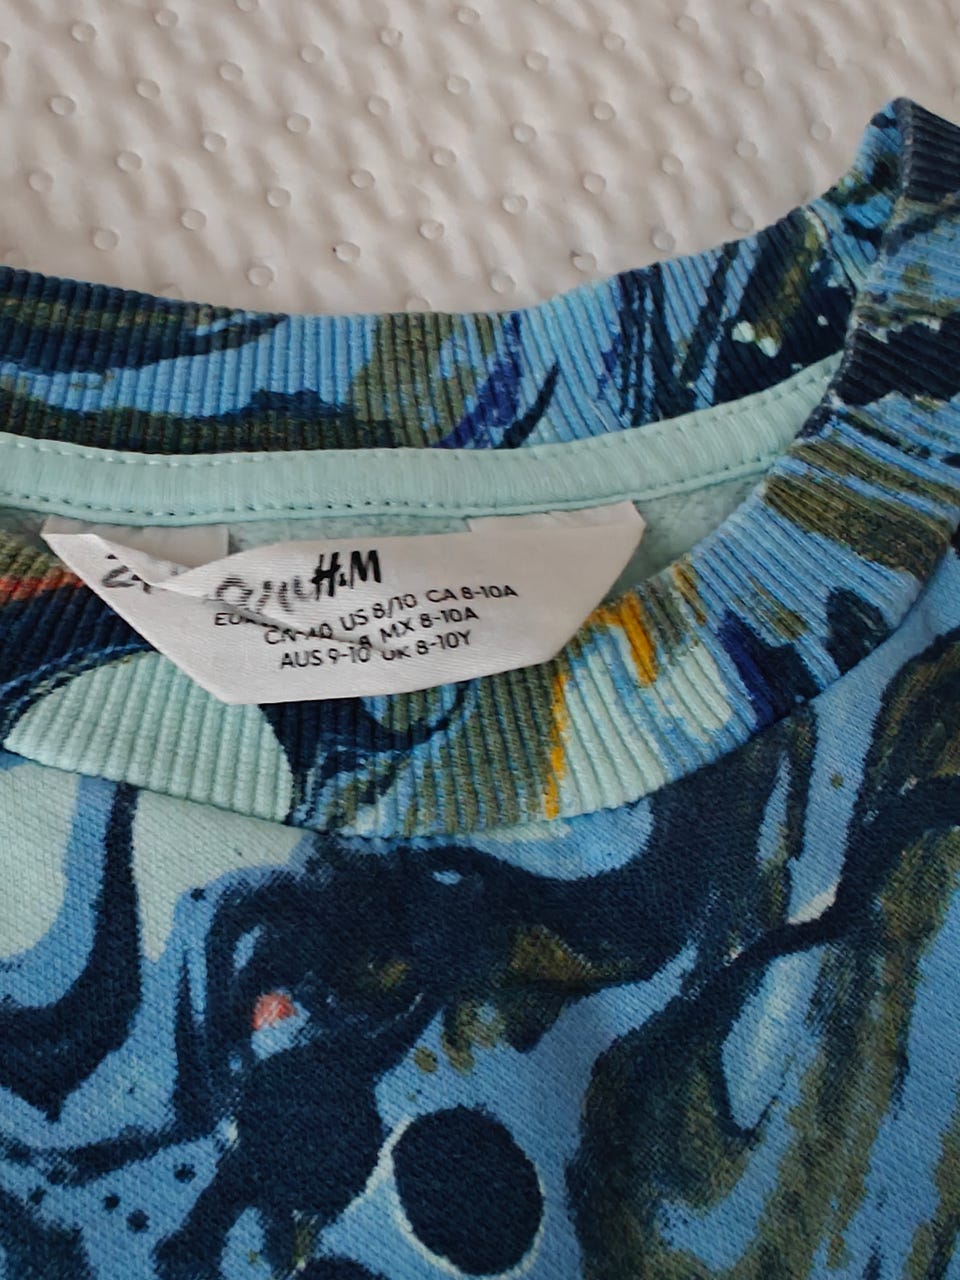 H&M
US 8/10 CA 8-10A
MX 8-10A
AUS 9-10 UK 8-10Y